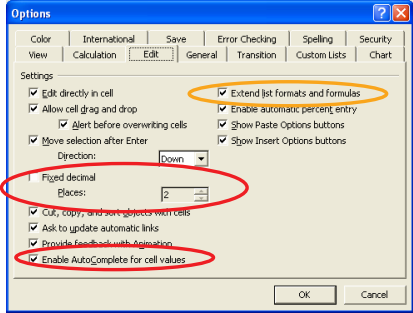 Options
Color International Save Error Checking Spelling Security
View Calculation Edit General Transition Custom Lists Chart
Settings
Edit directly in cell Extend list formats and formulas
Allow cell drag and drop Enable automatic percent entry
Alert before overwriting cells Show Paste Options buttons
Move selection after Enter Show Insert Options buttons
Direction: Down
Fixed decimal
Places: 2
Cut, copy, and sort objects with cells
Ask to update automatic links
Provide feedback with Animation
Enable AutoComplete for cell values
OK Cancel